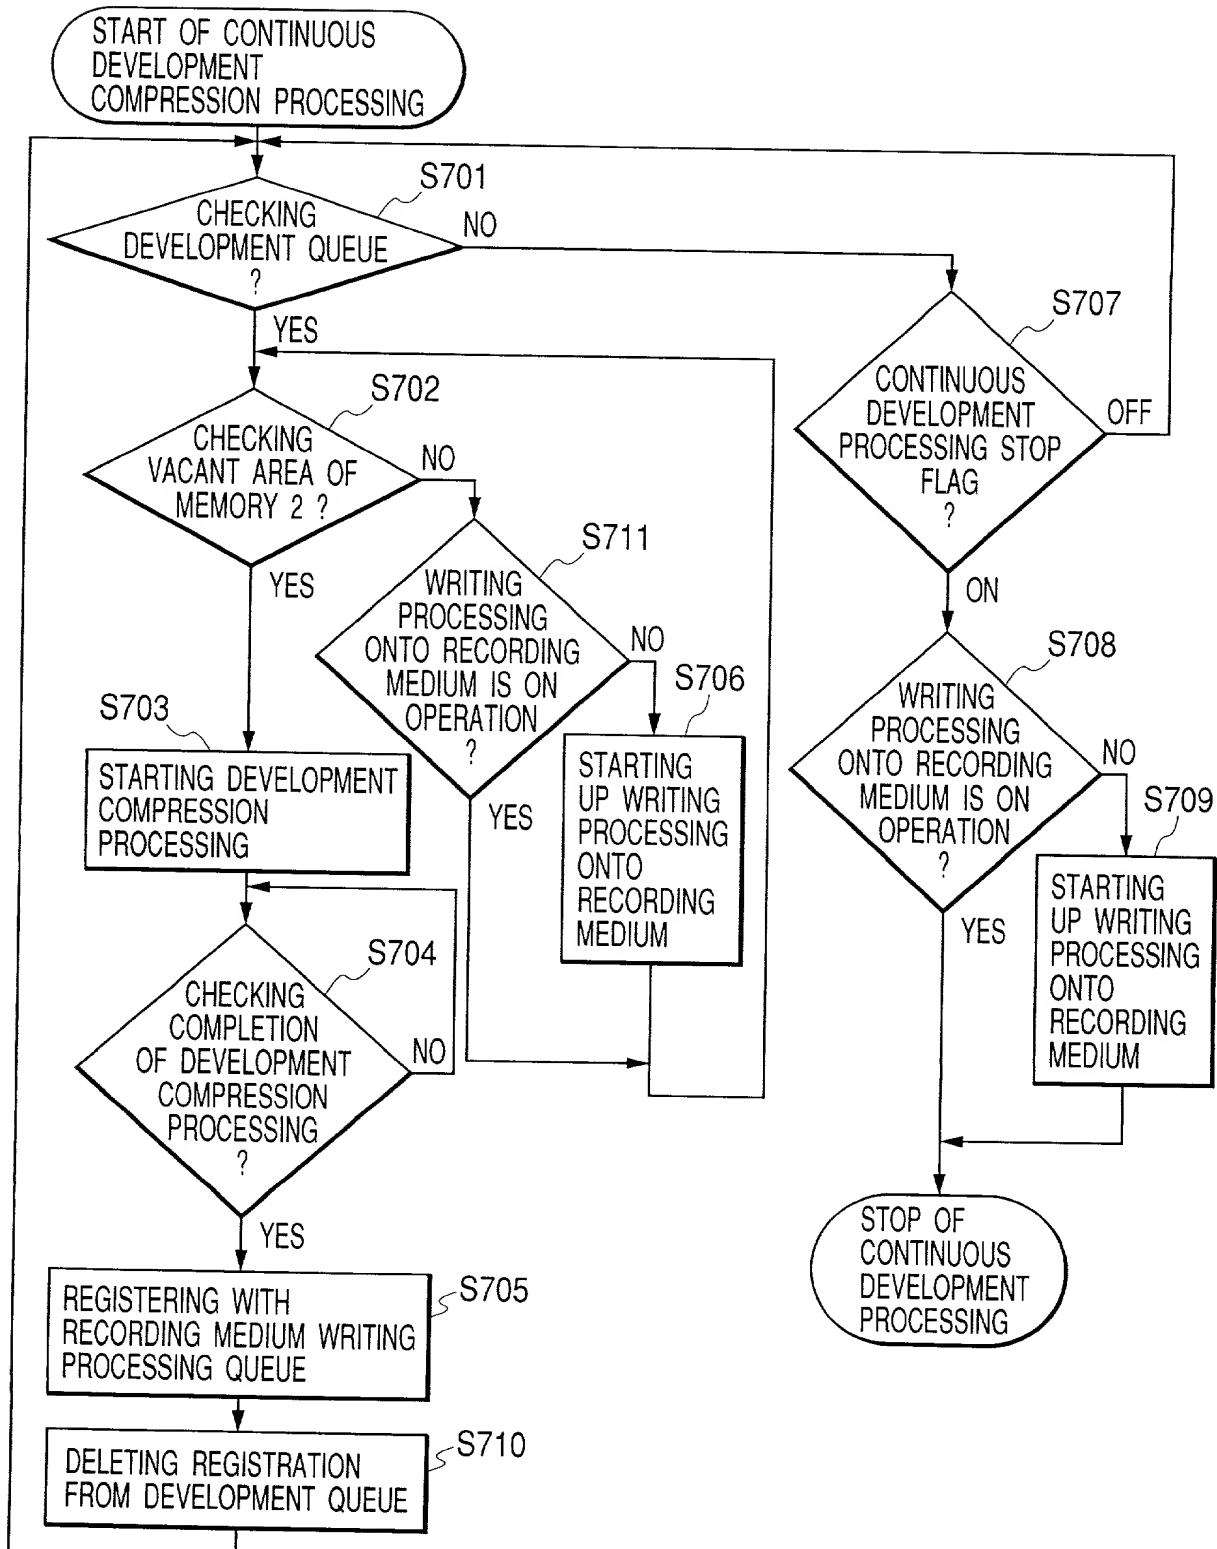 START OF CONTINUOUS
DEVELOPMENT
COMPRESSION PROCESSING
S701
CHECKING
DEVELOPMENT QUEUE
?
NO
YES
S707
CONTINUOUS
DEVELOPMENT
PROCESSING STOP
FLAG
?
OFF
ON
S702
CHECKING
VACANT AREA OF
MEMORY 2 ?
NO
YES
S711
WRITING
PROCESSING
ONTO RECORDING
MEDIUM IS ON
OPERATION
?
NO
YES
S706
STARTING
UP WRITING
PROCESSING
ONTO
RECORDING
MEDIUM
S708
WRITING
PROCESSING
ONTO RECORDING
MEDIUM IS ON
OPERATION
?
NO
YES
S709
STARTING
UP WRITING
PROCESSING
ONTO
RECORDING
MEDIUM
S703
STARTING DEVELOPMENT
COMPRESSION
PROCESSING
S704
CHECKING
COMPLETION
OF DEVELOPMENT
COMPRESSION
PROCESSING
?
NO
YES
STOP OF
CONTINUOUS
DEVELOPMENT
PROCESSING
S705
REGISTERING WITH
RECORDING MEDIUM WRITING
PROCESSING QUEUE
S710
DELETING REGISTRATION
FROM DEVELOPMENT QUEUE